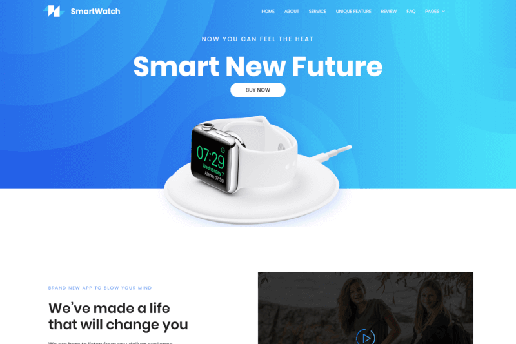 SmartWatch
HOME ABOUT SERVICE UNIQUE FEATURE REVIEW FAQ PAGES
NOW YOU CAN FEEL THE HEAT
Smart New Future
BUY NOW
07:29
BRAND NEW APP TO BLOW YOUR MIND
We've made a life
that will change you